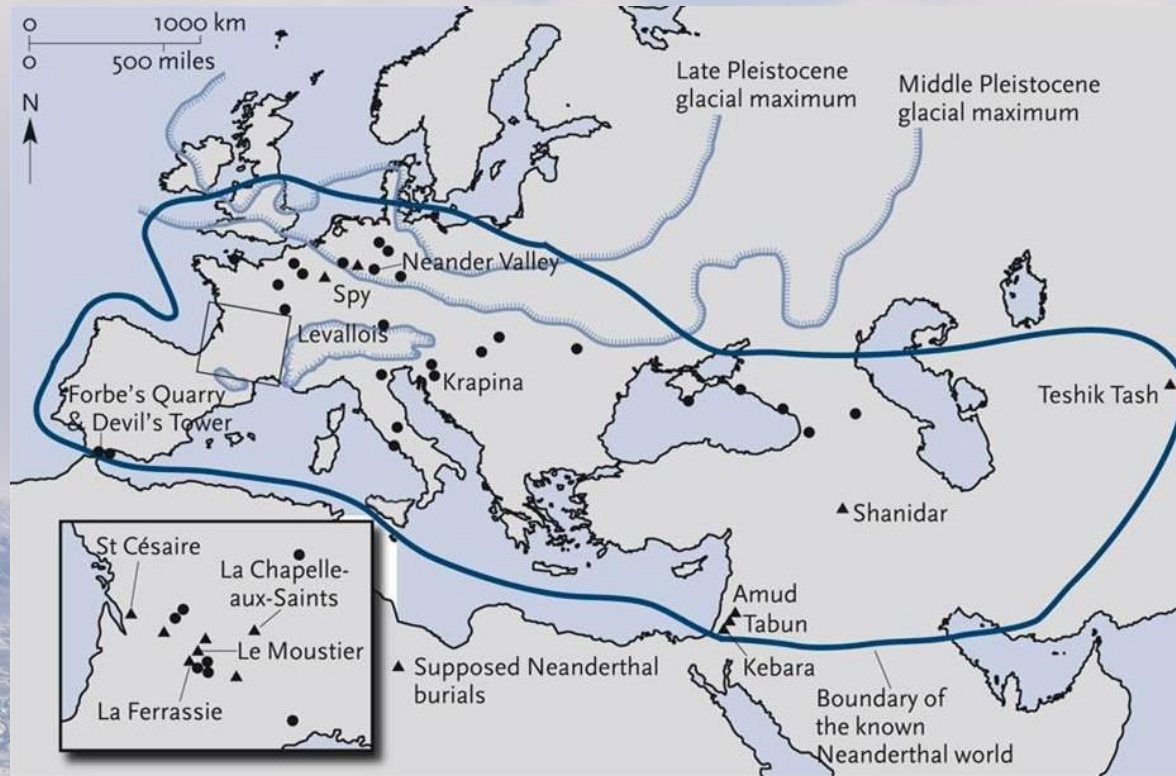 0 1000 km
0 500 miles
N
Late Pleistocene
glacial maximum
Middle Pleistocene
glacial maximum
Neander Valley
Spy
Levallois
Krapina
Forbe's Quarry
& Devil's Tower
Teshik Tash
Shanidar
Amud
Tabun
Kebara
Boundary of
the known
Neanderthal world
Supposed Neanderthal
burials
St Césaire
La Chapelle-
aux-Saints
Le Moustier
La Ferrassie